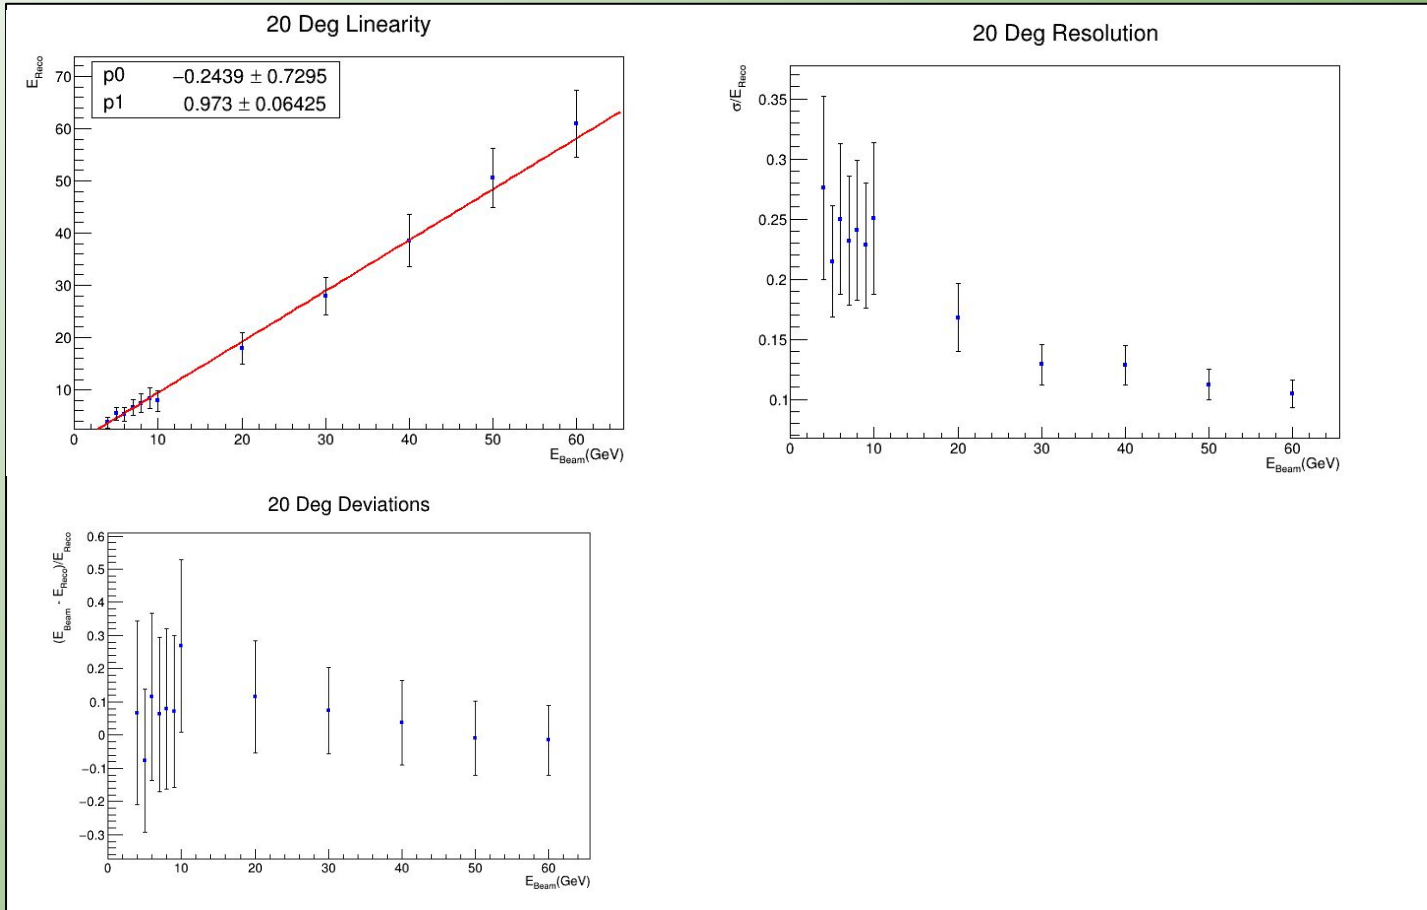 20 Deg Linearity
E_Reco
p0 −0.2439 ± 0.7295
p1 0.973 ± 0.06425
70
60
50
40
30
20
10
0 10 20 30 40 50 60
E_Beam(GeV)
20 Deg Resolution
σ/E_Reco
0.35
0.3
0.25
0.2
0.15
0.1
0 10 20 30 40 50 60
E_Beam(GeV)
20 Deg Deviations
(E_Beam - E_Reco)/E_Reco
0.6
0.5
0.4
0.3
0.2
0.1
0
−0.1
−0.2
−0.3
0 10 20 30 40 50 60
E_Beam(GeV)